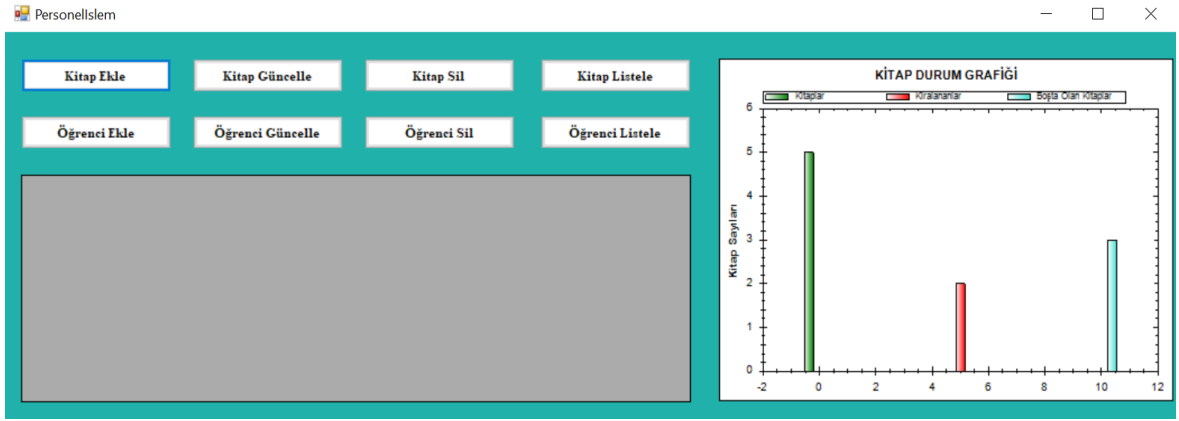 PersonelIslem
Kitap Ekle
Kitap Güncelle
Kitap Sil
Kitap Listele
Öğrenci Ekle
Öğrenci Güncelle
Öğrenci Sil
Öğrenci Listele
KİTAP DURUM GRAFİĞİ
Kitaplar
Kiralananlar
Boşta Olan Kitaplar
Kitap Sayıları
6
5
4
3
2
1
0
-2 0 2 4 6 8 10 12